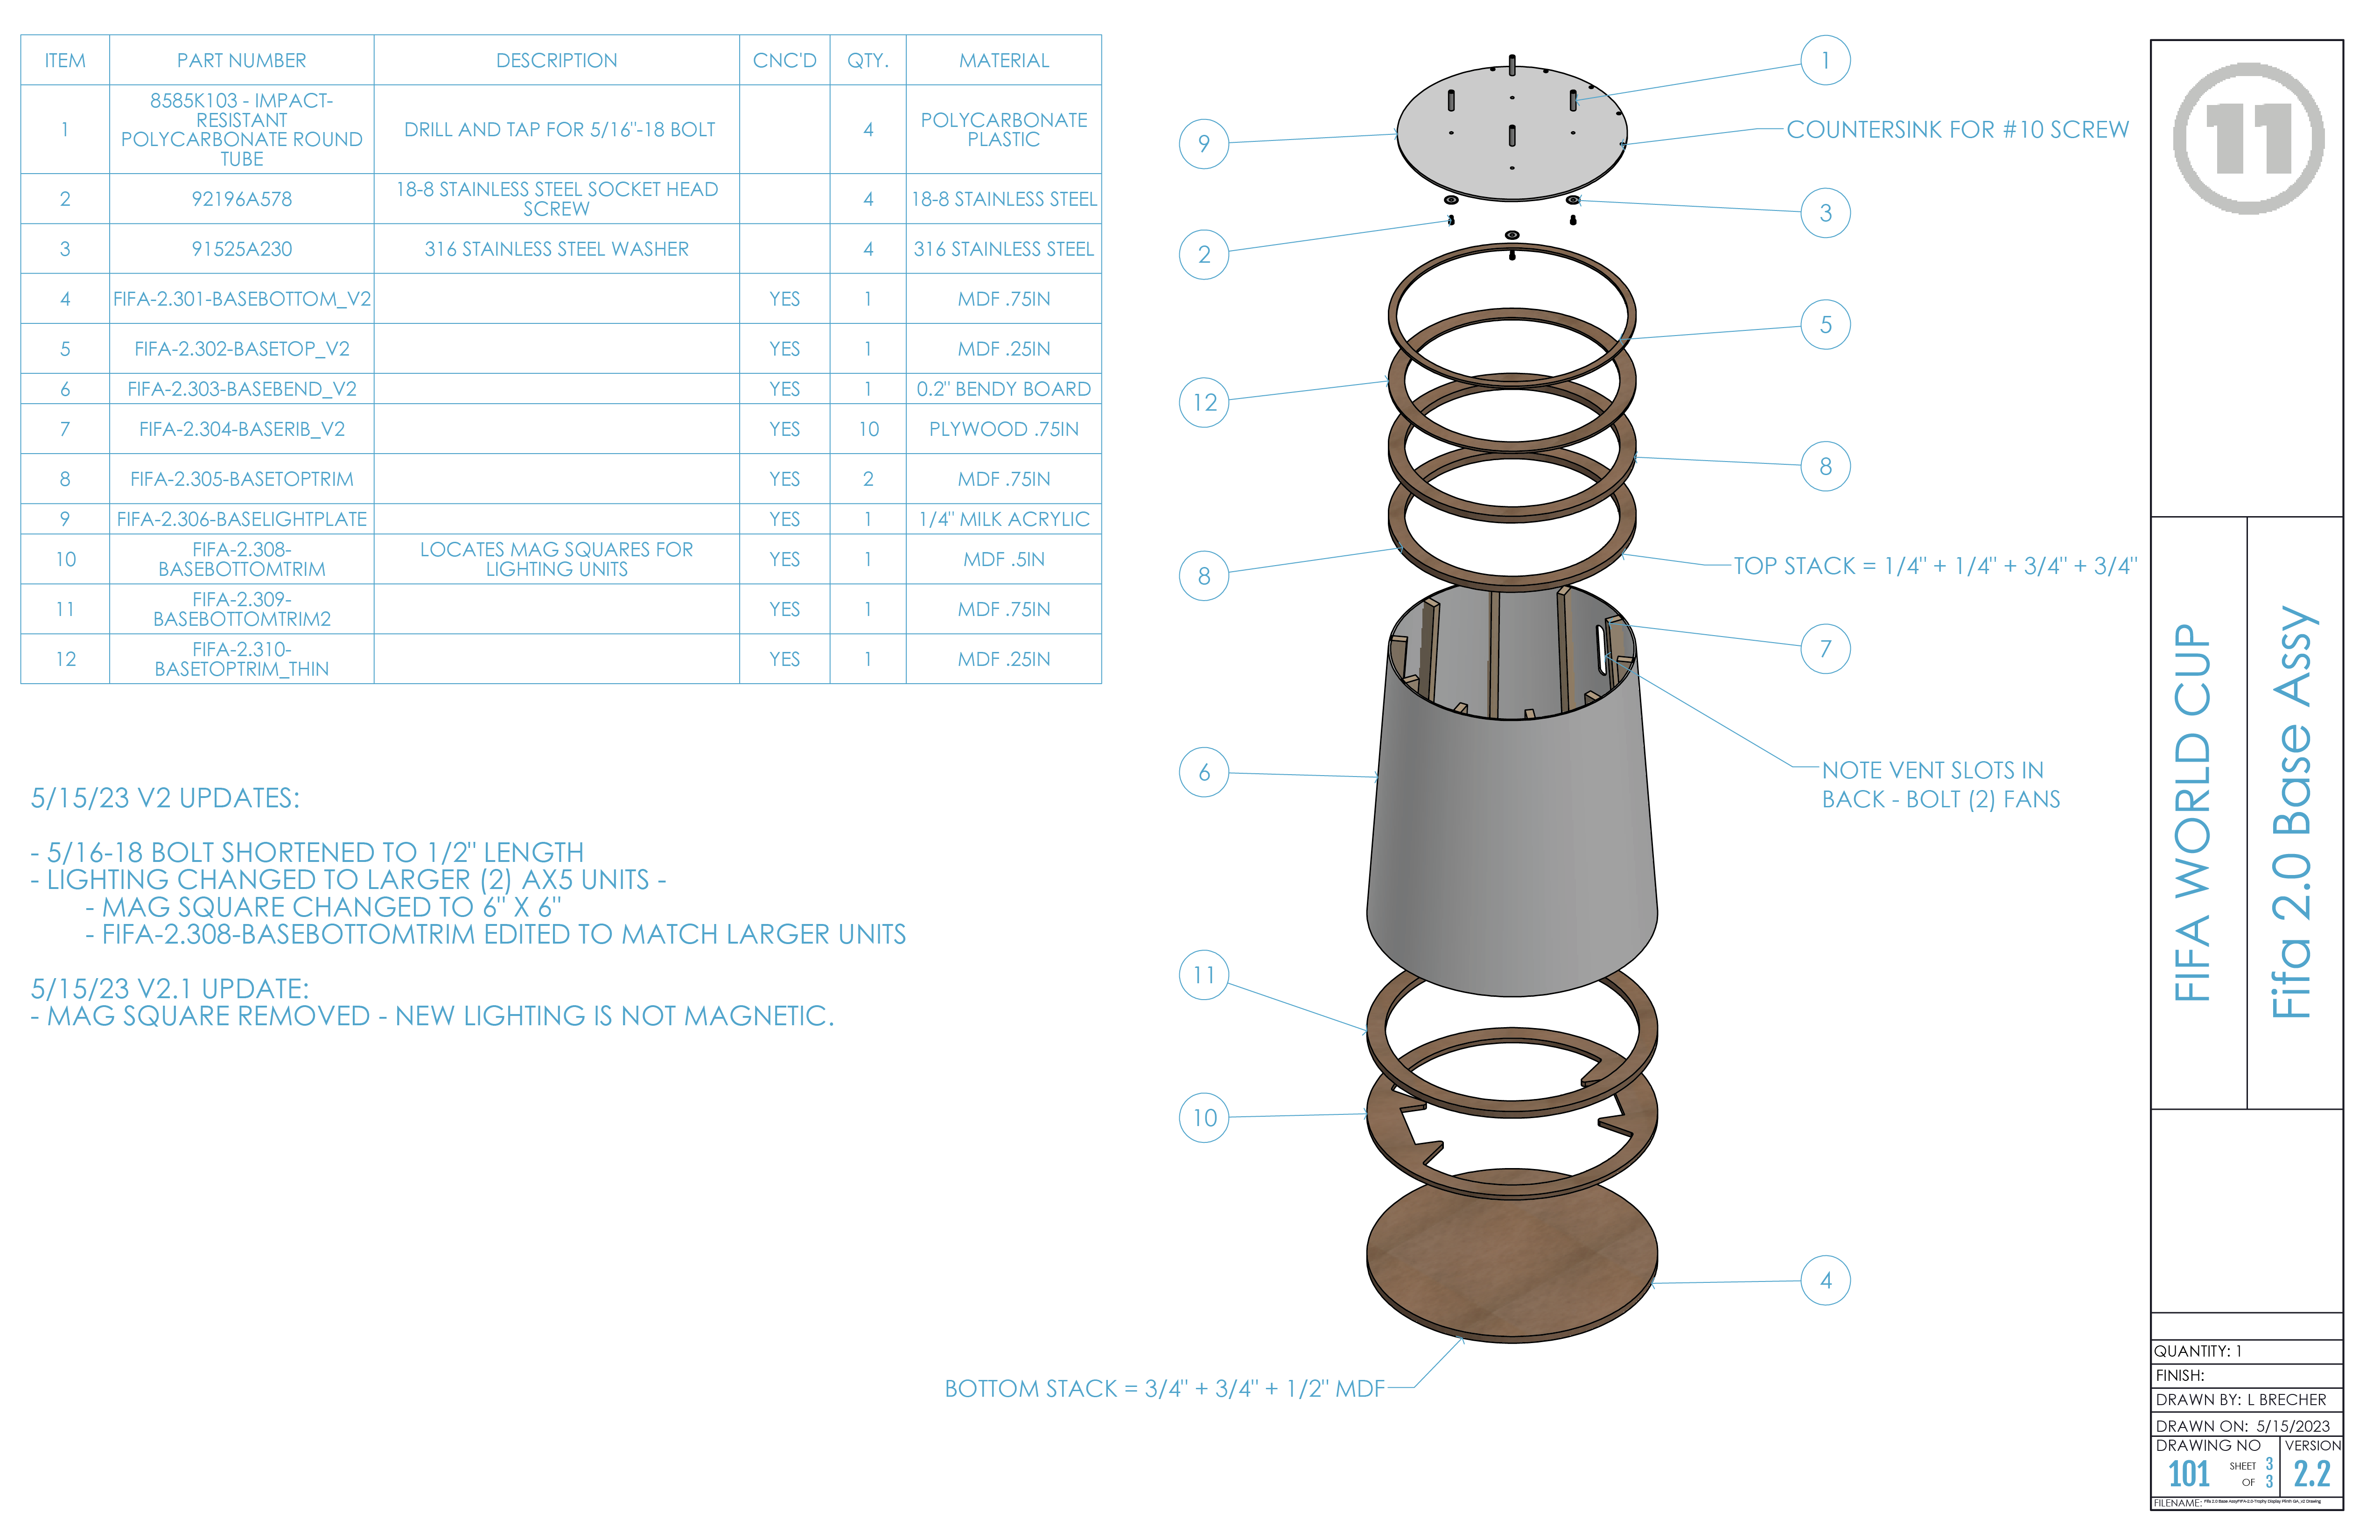 ITEM PART NUMBER DESCRIPTION CNC'D QTY. MATERIAL
1 8585K103 - IMPACT-
RESISTANT
POLYCARBONATE ROUND
TUBE DRILL AND TAP FOR 5/16"-18 BOLT 4 POLYCARBONATE
PLASTIC
2 92196A578 18-8 STAINLESS STEEL SOCKET HEAD
SCREW 4 18-8 STAINLESS STEEL
3 91525A230 316 STAINLESS STEEL WASHER 4 316 STAINLESS STEEL
4 FIFA-2.301-BASEBOTTOM_V2 YES 1 MDF .75IN
5 FIFA-2.302-BASETOP_V2 YES 1 MDF .25IN
6 FIFA-2.303-BASEBEND_V2 YES 1 0.2" BENDY BOARD
7 FIFA-2.304-BASERIB_V2 YES 10 PLYWOOD .75IN
8 FIFA-2.305-BASETOPTRIM YES 2 MDF .75IN
9 FIFA-2.306-BASELIGHTPLATE YES 1 1/4" MILK ACRYLIC
10 FIFA-2.308-
BASEBOTTOMTRIM LOCATES MAG SQUARES FOR
LIGHTING UNITS YES 1 MDF .5IN
11 FIFA-2.309-
BASEBOTTOMTRIM2 YES 1 MDF .75IN
12 FIFA-2.310-
BASETOPTRIM_THIN YES 1 MDF .25IN
5/15/23 V2 UPDATES:
- 5/16-18 BOLT SHORTENED TO 1/2" LENGTH
- LIGHTING CHANGED TO LARGER (2) AX5 UNITS -
- MAG SQUARE CHANGED TO 6" X 6"
- FIFA-2.308-BASEBOTTOMTRIM EDITED TO MATCH LARGER UNITS
5/15/23 V2.1 UPDATE:
- MAG SQUARE REMOVED - NEW LIGHTING IS NOT MAGNETIC.
1
9
COUNTERSINK FOR #10 SCREW
3
2
5
12
8
8
TOP STACK = 1/4" + 1/4" + 3/4" + 3/4"
7
6
NOTE VENT SLOTS IN
BACK - BOLT (2) FANS
11
10
4
BOTTOM STACK = 3/4" + 3/4" + 1/2" MDF
11
FIFA WORLD CUP
Fifa 2.0 Base Assy
QUANTITY: 1
FINISH:
DRAWN BY: L BRECHER
DRAWN ON: 5/15/2023
DRAWING NO
101
SHEET 3
OF 3
VERSION
2.2
FILENAME: